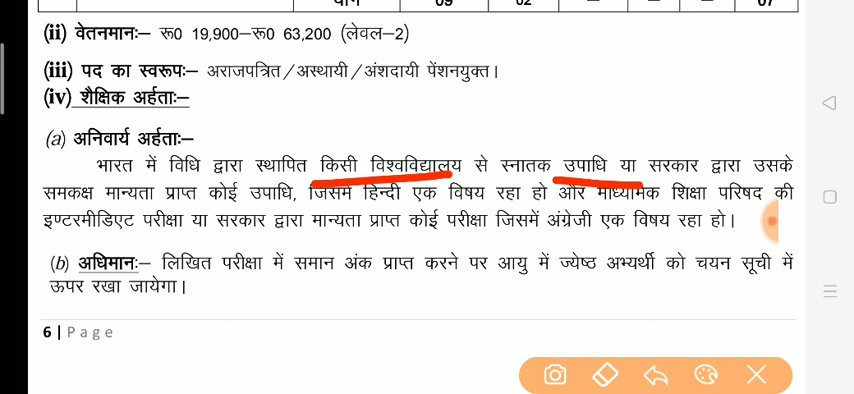 योग 09 02 – – – 07
(ii) वेतनमानः– रू0 19,900–रू0 63,200 (लेवल–2)
(iii) पद का स्वरूपः– अराजपत्रित/अस्थायी/अंशदायी पेंशनयुक्त।
(iv) शैक्षिक अर्हताः–
(a) अनिवार्य अर्हताः–
भारत में विधि द्वारा स्थापित किसी विश्वविद्यालय से स्नातक उपाधि या सरकार द्वारा उसके
समकक्ष मान्यता प्राप्त कोई उपाधि, जिसमें हिन्दी एक विषय रहा हो और माध्यमिक शिक्षा परिषद की
इण्टरमीडिएट परीक्षा या सरकार द्वारा मान्यता प्राप्त कोई परीक्षा जिसमें अंग्रेजी एक विषय रहा हो।
(b) अधिमानः– लिखित परीक्षा में समान अंक प्राप्त करने पर आयु में ज्येष्ठ अभ्यर्थी को चयन सूची में
ऊपर रखा जायेगा।
6 | Page